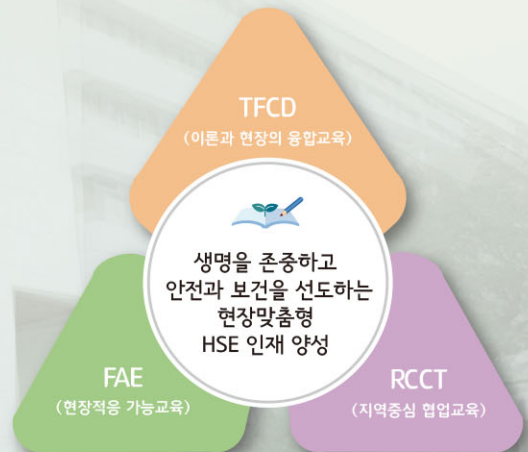 TFCD
(이론과 현장의 융합교육)
생명을 존중하고
안전과 보건을 선도하는
현장맞춤형
HSE 인재 양성
FAE
(현장적응 가능교육)
RCCT
(지역중심 협업교육)